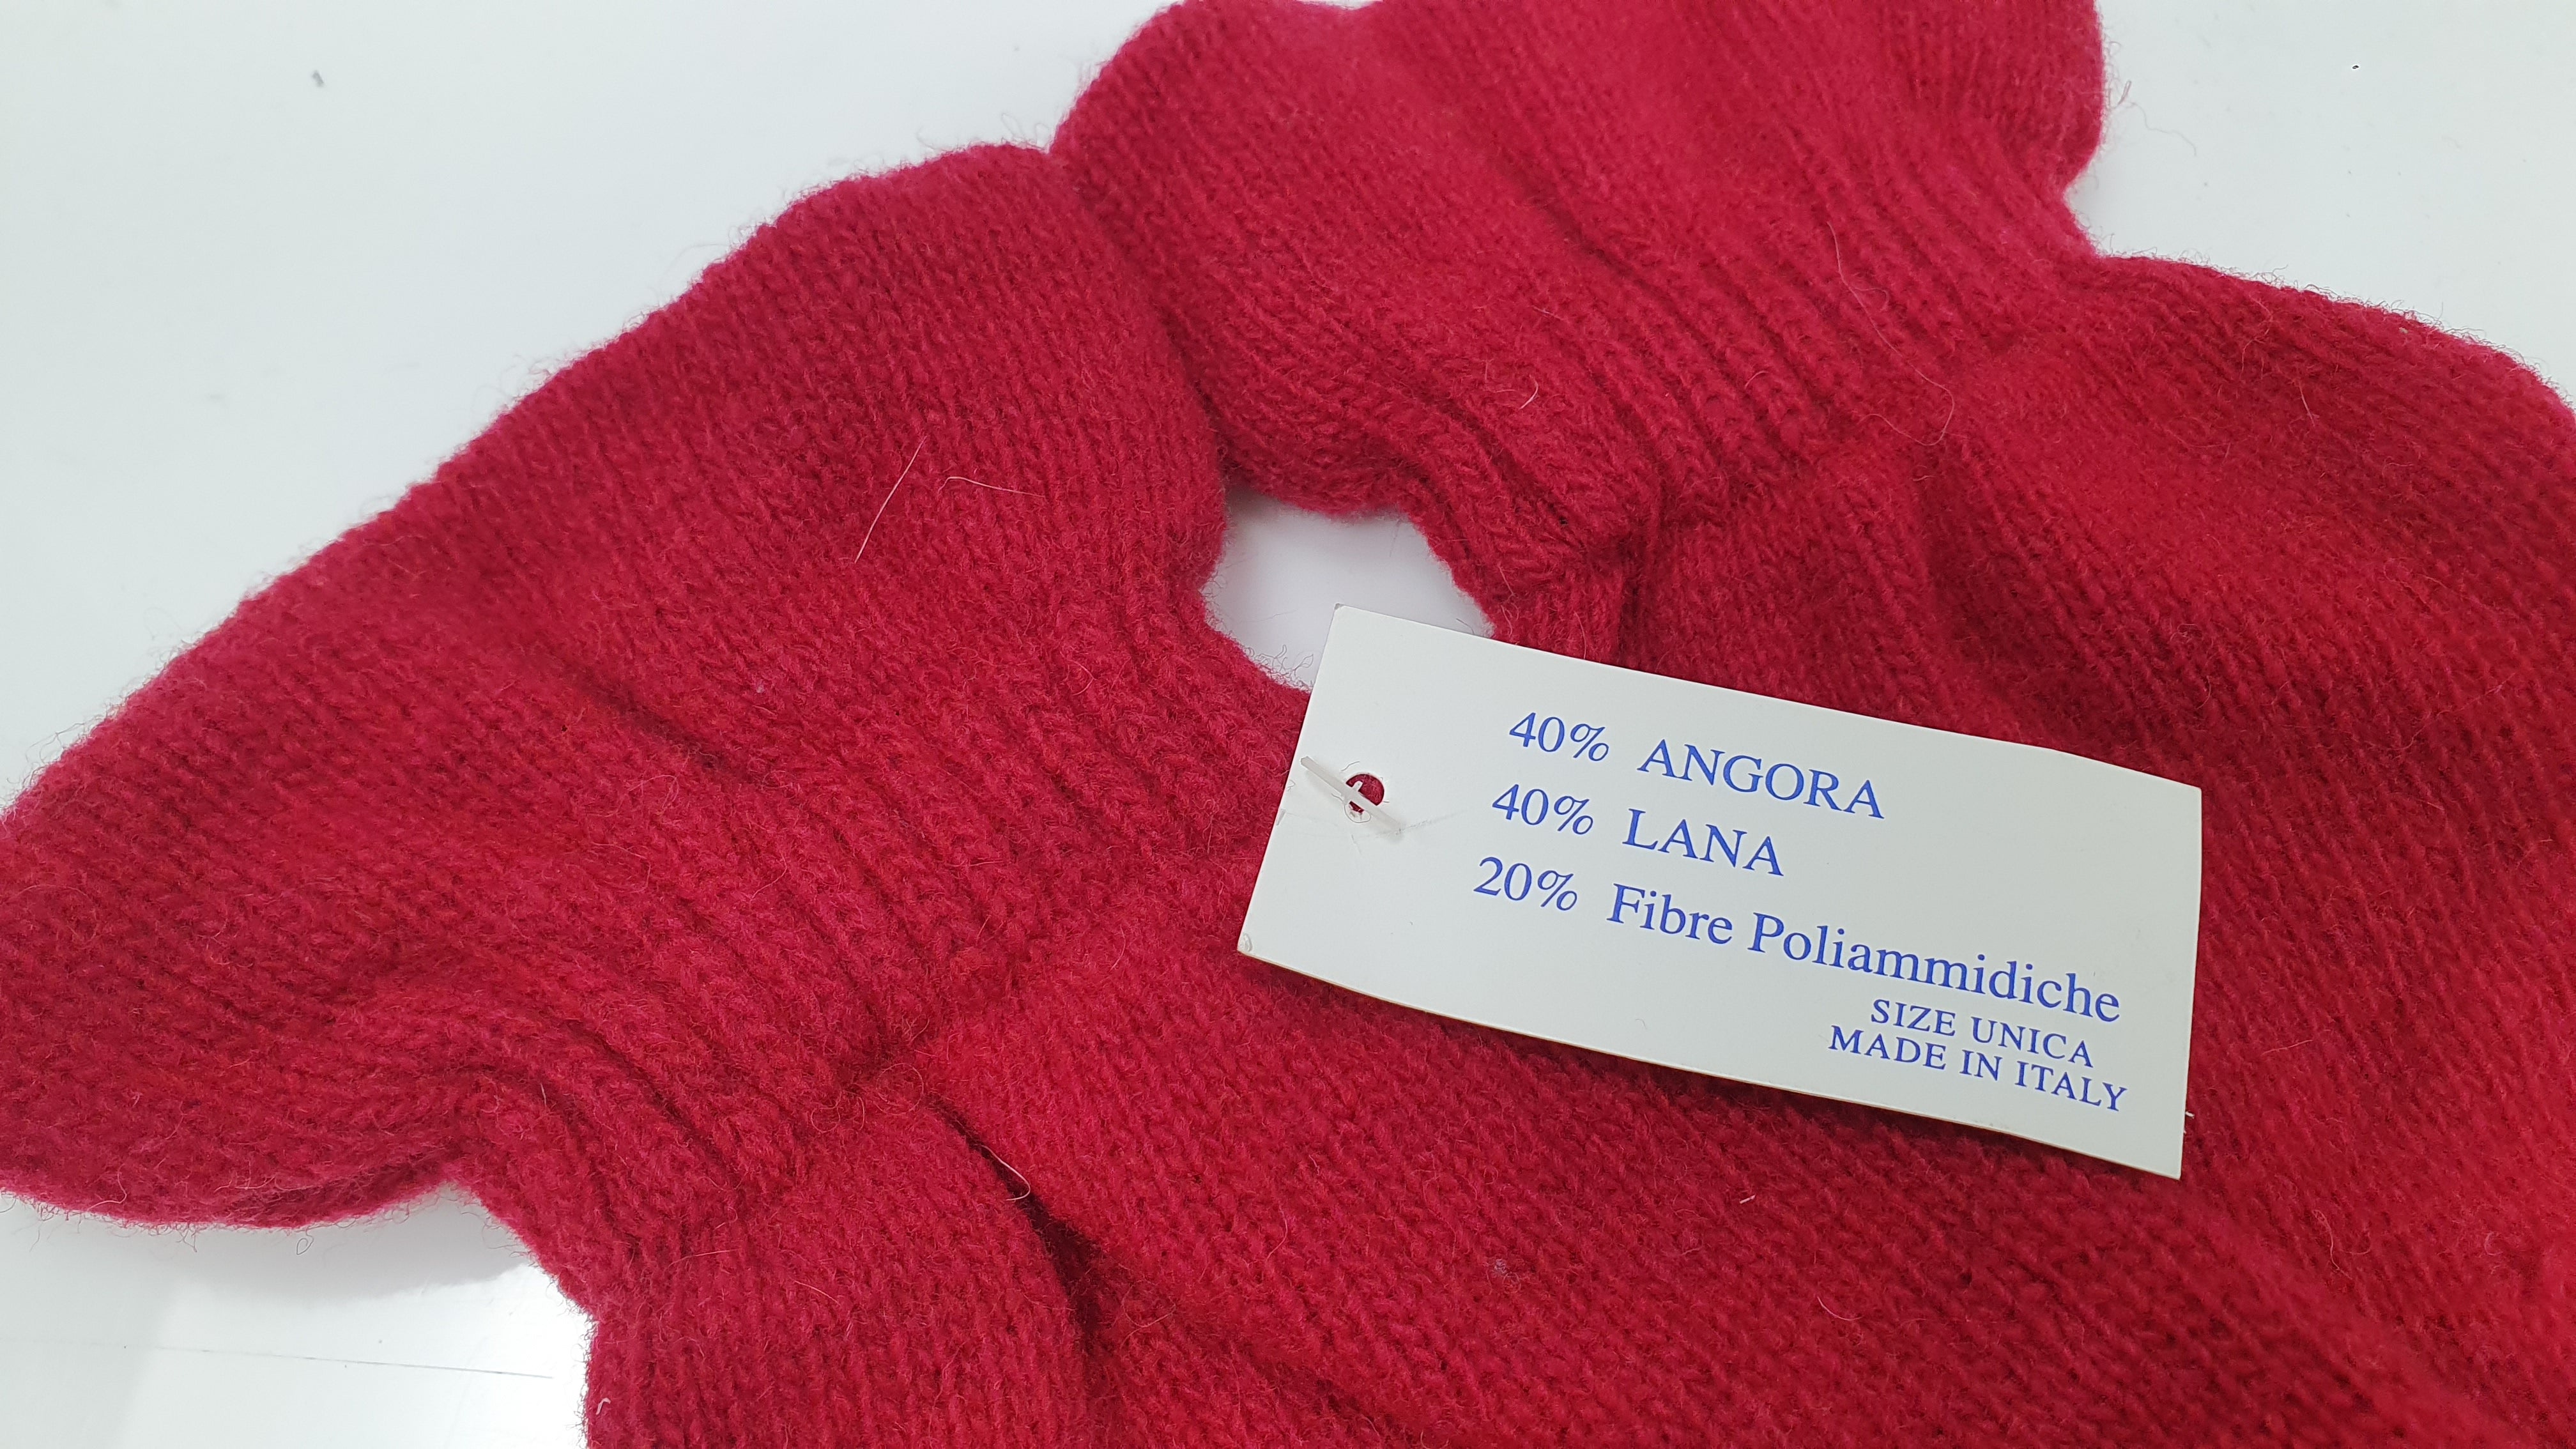 40% ANGORA
40% LANA
20% Fibre Poliammidiche
SIZE UNICA
MADE IN ITALY